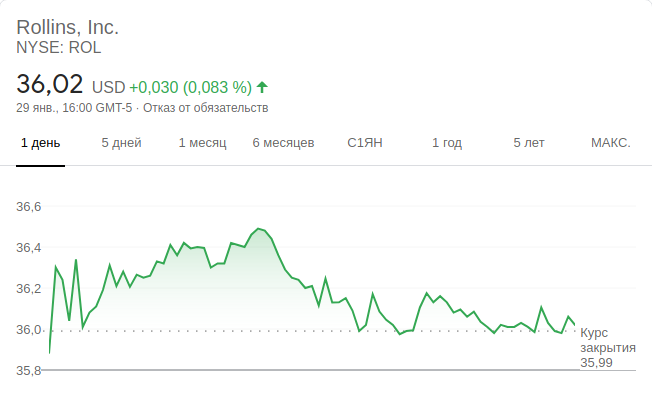 Rollins, Inc.
NYSE: ROL
36,02 USD +0,030 (0,083 %)
29 янв., 16:00 GMT-5 · Отказ от обязательств
1 день 5 дней 1 месяц 6 месяцев С1ЯН 1 год 5 лет МАКС.
36,6
36,4
36,2
36,0
Курс
закрытия
35,99
35,8